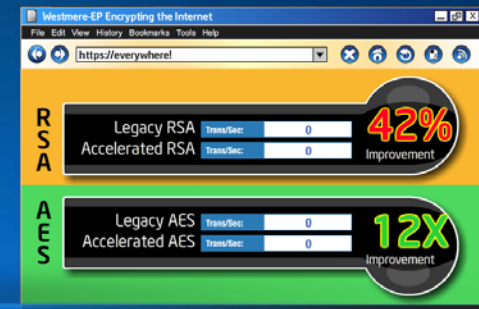 Westmere-EP Encrypting the Internet
File Edit View History Bookmarks Tools Help
https://everywhere!
RSA
Legacy RSA Trans/Sec: 0
Accelerated RSA Trans/Sec: 0
42%
Improvement
AES
Legacy AES Trans/Sec: 0
Accelerated AES Trans/Sec: 0
12X
Improvement